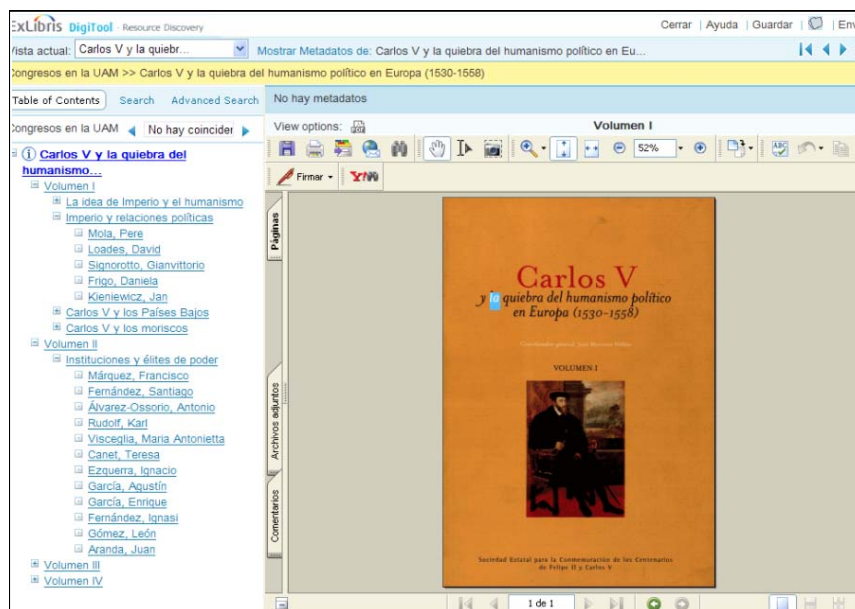 ExLibris DigiTool - Resource Discovery
Cerrar | Ayuda | Guardar | | Env
Vista actual: Carlos V y la quiebr...
Mostrar Metadatos de: Carlos V y la quiebra del humanismo político en Eu...
Congresos en la UAM >> Carlos V y la quiebra del humanismo político en Europa (1530-1558)
Table of Contents Search Advanced Search
No hay metadatos
Congresos en la UAM No hay coincider
View options:
Volumen I
52%
Firmar
Carlos V y la quiebra del
humanismo...
Volumen I
La idea de Imperio y el humanismo
Imperio y relaciones políticas
Mola, Pere
Loades, David
Signorotto, Gianvittorio
Frigo, Daniela
Kieniewicz, Jan
Carlos V y los Países Bajos
Carlos V y los moriscos
Volumen II
Instituciones y élites de poder
Márquez, Francisco
Fernández, Santiago
Álvarez-Ossorio, Antonio
Rudolf, Karl
Visceglia, Maria Antonietta
Canet, Teresa
Ezquerra, Ignacio
García, Agustín
García, Enrique
Fernández, Ignasi
Gómez, León
Aranda, Juan
Volumen III
Volumen IV
Páginas
Archivos adjuntos
Comentarios
Carlos V
y la quiebra del humanismo político
en Europa (1530-1558)
VOLUMEN I
Sociedad Estatal para la Conmemoración de los Centenarios
de Felipe II y Carlos V
1 de 1